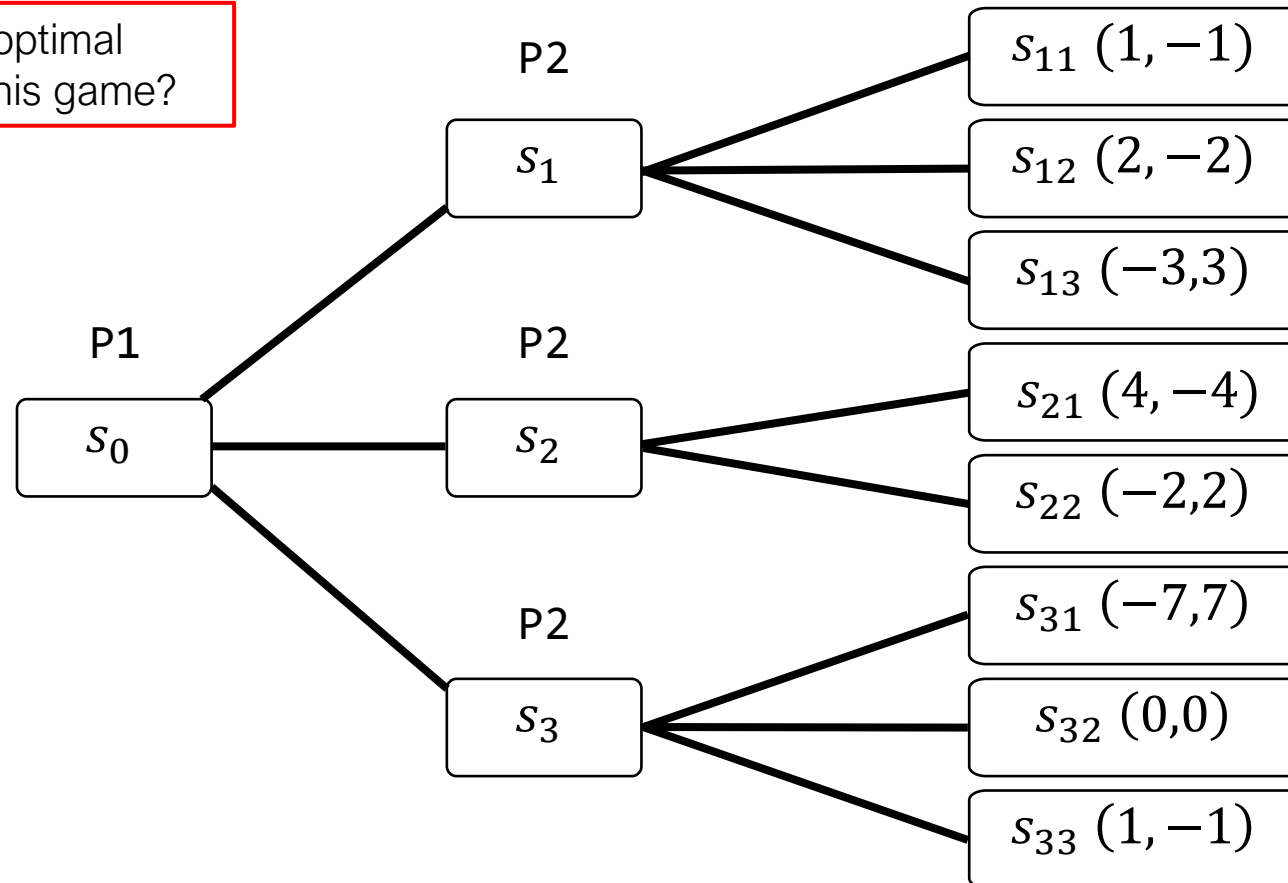 optimal
his game?
P2
s₁₁ (1, −1)
s₁
s₁₂ (2, −2)
s₁₃ (−3,3)
P1
P2
s₂₁ (4, −4)
s₀
s₂
s₂₂ (−2,2)
P2
s₃₁ (−7,7)
s₃
s₃₂ (0,0)
s₃₃ (1, −1)